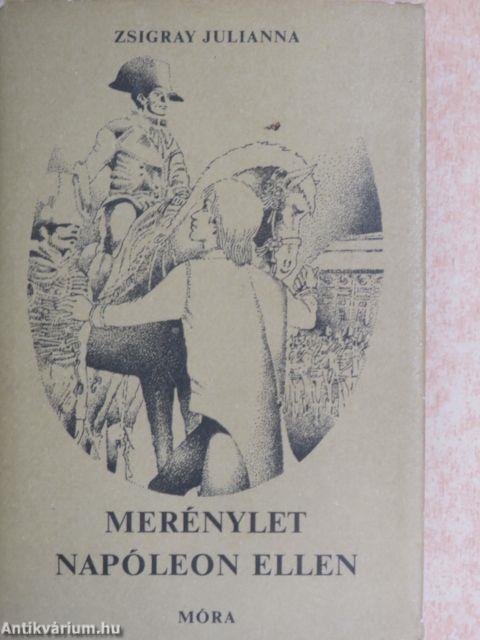 ZSIGRAY JULIANNA
MERÉNYLET
NAPÓLEON ELLEN
MÓRA
Antikvárium.hu